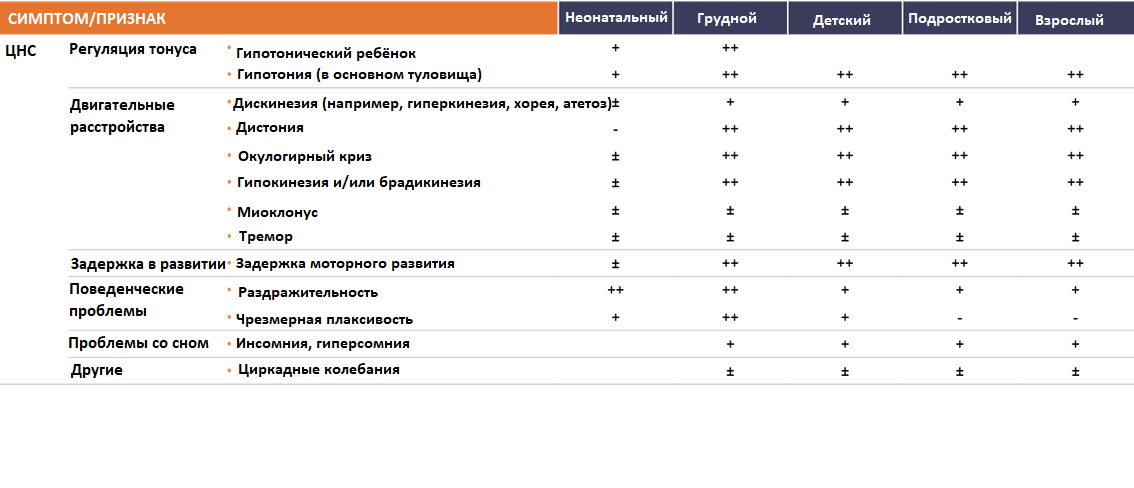 СИМПТОМ/ПРИЗНАК Неонатальный Грудной Детский Подростковый Взрослый
ЦНС Регуляция тонуса • Гипотонический ребёнок + ++
• Гипотония (в основном туловища) + ++ ++ ++ ++
Двигательные • Дискинезия (например, гиперкинезия, хорея, атетоз) ± + + + +
расстройства • Дистония - ++ ++ ++ ++
• Окулогирный криз ± ++ ++ ++ ++
• Гипокинезия и/или брадикинезия ± ++ ++ ++ ++
• Миоклонус ± ± ± ± ±
• Тремор ± ± ± ± ±
Задержка в развитии • Задержка моторного развития ± ++ ++ ++ ++
Поведенческие • Раздражительность ++ ++ + + +
проблемы • Чрезмерная плаксивость + ++ + - -
Проблемы со сном • Инсомния, гиперсомния + + + +
Другие • Циркадные колебания ± ± ± ±